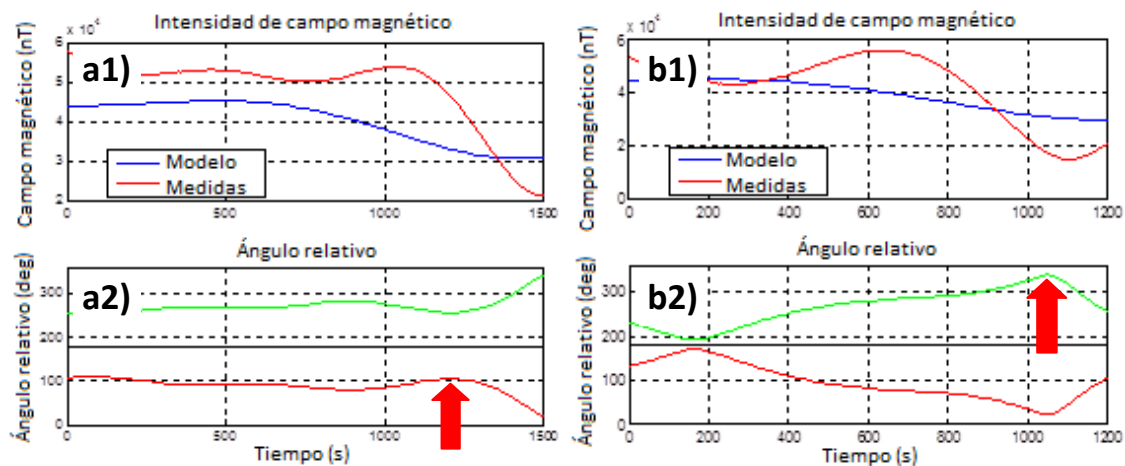 Intensidad de campo magnético
x 10⁴
Campo magnético (nT)
6
5
4
3
2
a1)
Modelo
Medidas
0
500
1000
1500
Ángulo relativo
Ángulo relativo (deg)
300
200
100
0
a2)
0
500
1000
1500
Tiempo (s)
Intensidad de campo magnético
x 10⁴
Campo magnético (nT)
6
4
2
0
b1)
Modelo
Medidas
0
200
400
600
800
1000
1200
Ángulo relativo
Ángulo relativo (deg)
300
200
100
0
b2)
0
200
400
600
800
1000
1200
Tiempo (s)